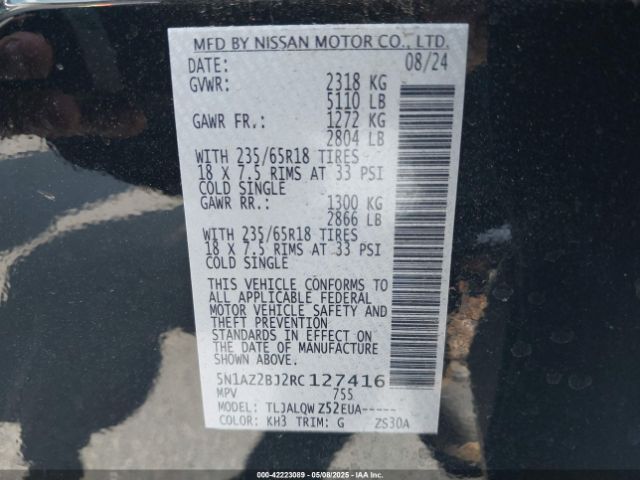 MFD BY NISSAN MOTOR CO., LTD.
DATE: 08/24
GVWR: 2318 KG
5110 LB
GAWR FR.: 1272 KG
2804 LB
WITH 235/65R18 TIRES
18 X 7.5 RIMS AT 33 PSI
COLD SINGLE
GAWR RR.: 1300 KG
2866 LB
WITH 235/65R18 TIRES
18 X 7.5 RIMS AT 33 PSI
COLD SINGLE
THIS VEHICLE CONFORMS TO
ALL APPLICABLE FEDERAL
MOTOR VEHICLE SAFETY AND
THEFT PREVENTION
STANDARDS IN EFFECT ON
THE DATE OF MANUFACTURE
SHOWN ABOVE.
5N1AZ2BJ2RC127416
MPV 755
MODEL: TLJALQW Z52EUA-----
COLOR: KH3 TRIM: G ZS30A
000-42223089 - 05/08/2025 - IAAI.COM